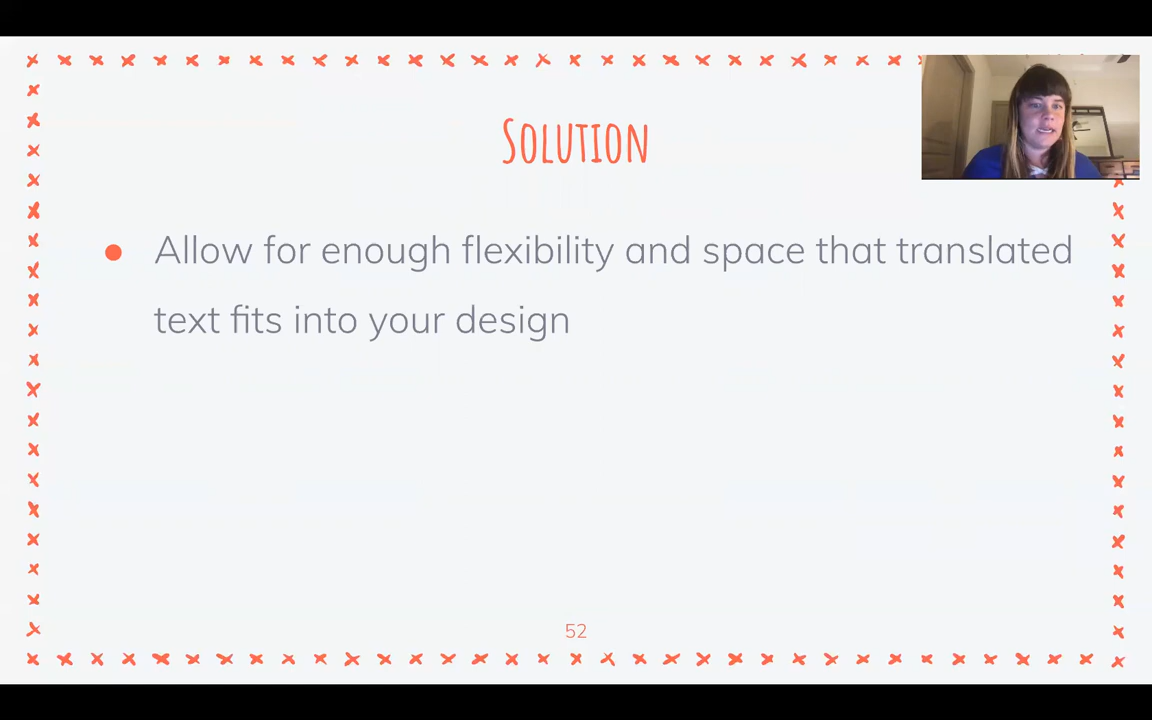 Solution
Allow for enough flexibility and space that translated
text fits into your design
52